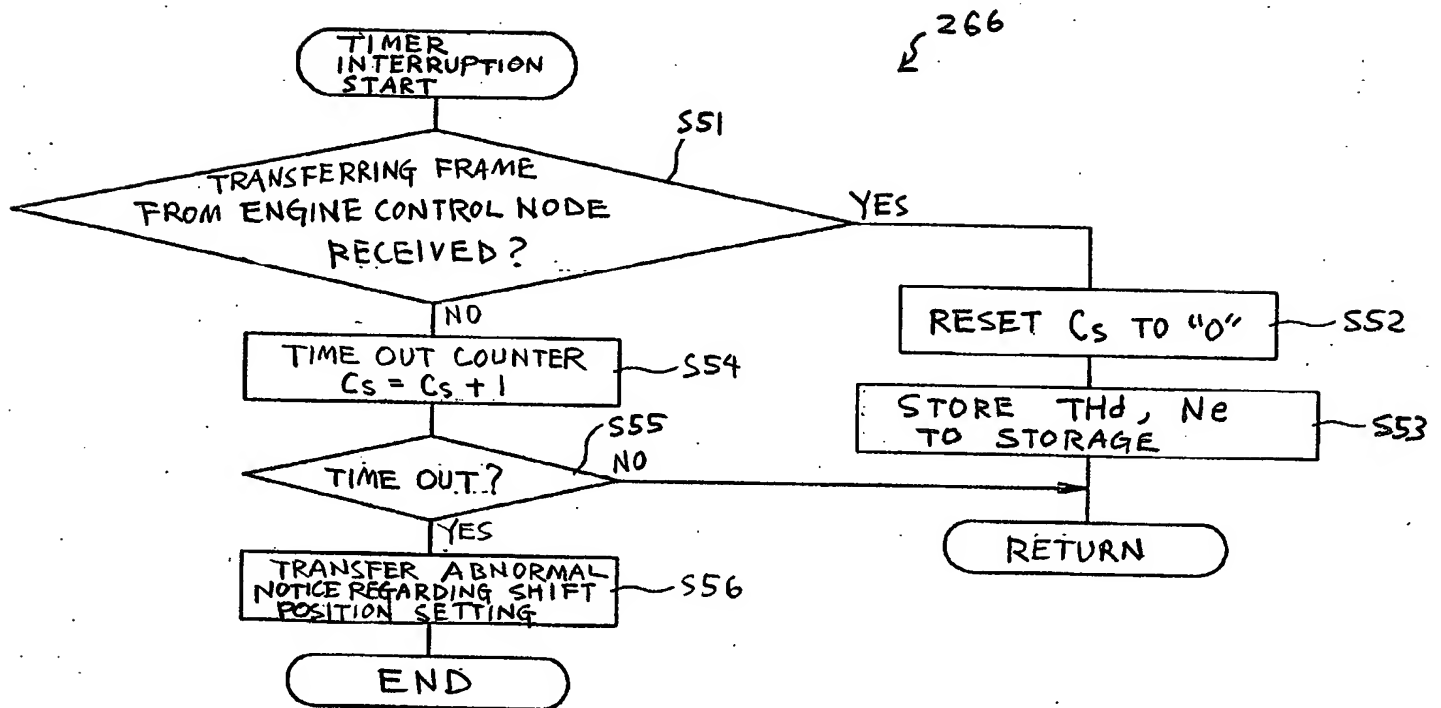 266
TIMER
INTERRUPTION
START
S51
TRANSFERRING FRAME
FROM ENGINE CONTROL NODE
RECEIVED?
YES
NO
RESET Cs TO "0"
S52
TIME OUT COUNTER
Cs = Cs + 1
S54
STORE THd, Ne
TO STORAGE
S53
S55
TIME OUT?
NO
YES
RETURN
TRANSFER ABNORMAL
NOTICE REGARDING SHIFT
POSITION SETTING
S56
END